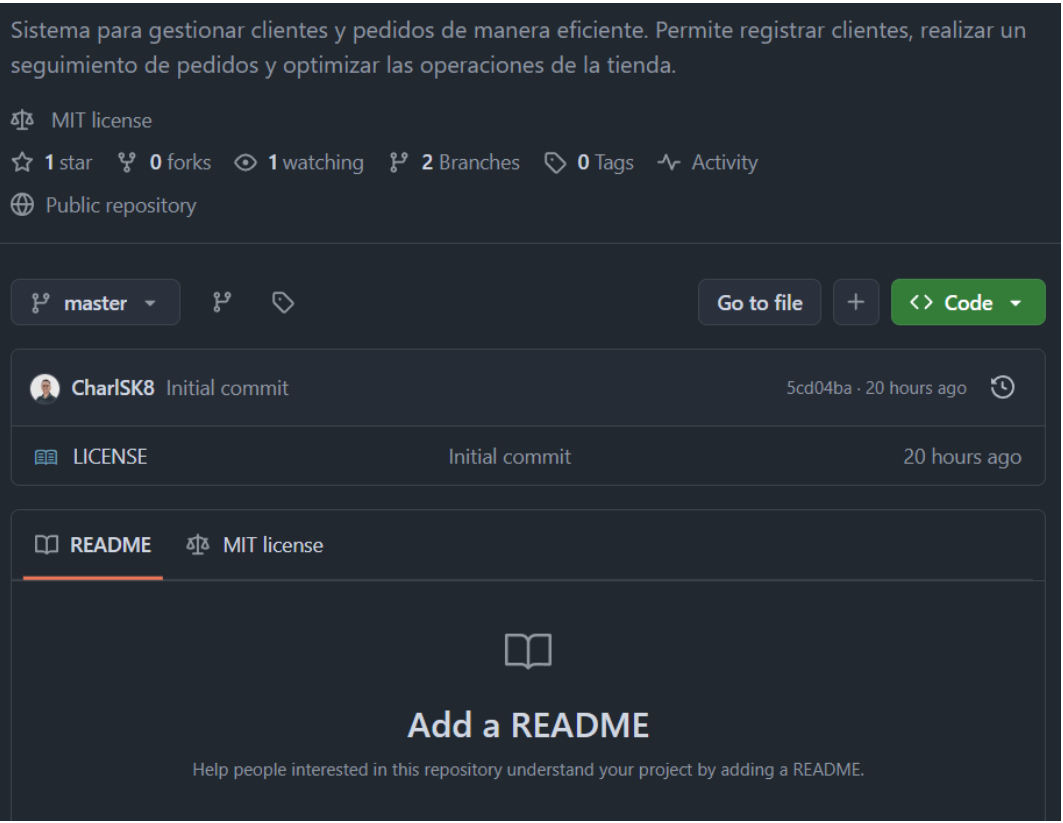 Sistema para gestionar clientes y pedidos de manera eficiente. Permite registrar clientes, realizar un
seguimiento de pedidos y optimizar las operaciones de la tienda.
MIT license
1 star 0 forks 1 watching 2 Branches 0 Tags Activity
Public repository
master Go to file Code
CharlSK8 Initial commit 5cd04ba · 20 hours ago
LICENSE Initial commit 20 hours ago
README MIT license
Add a README
Help people interested in this repository understand your project by adding a README.